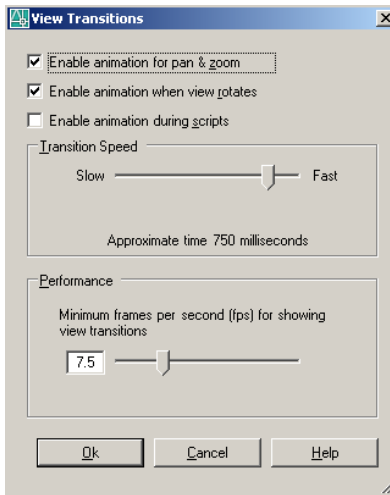 View Transitions
Enable animation for pan & zoom
Enable animation when view rotates
Enable animation during scripts
Transition Speed
Slow Fast
Approximate time 750 milliseconds
Performance
Minimum frames per second (fps) for showing
view transitions
7.5
Ok Cancel Help